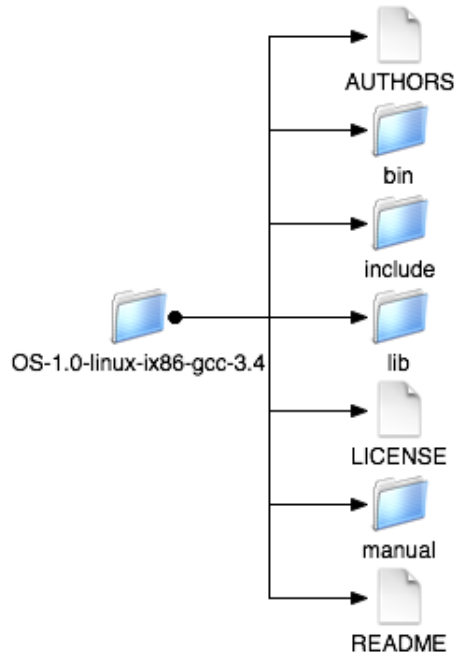 AUTHORS
bin
include
OS-1.0-linux-ix86-gcc-3.4
lib
LICENSE
manual
README